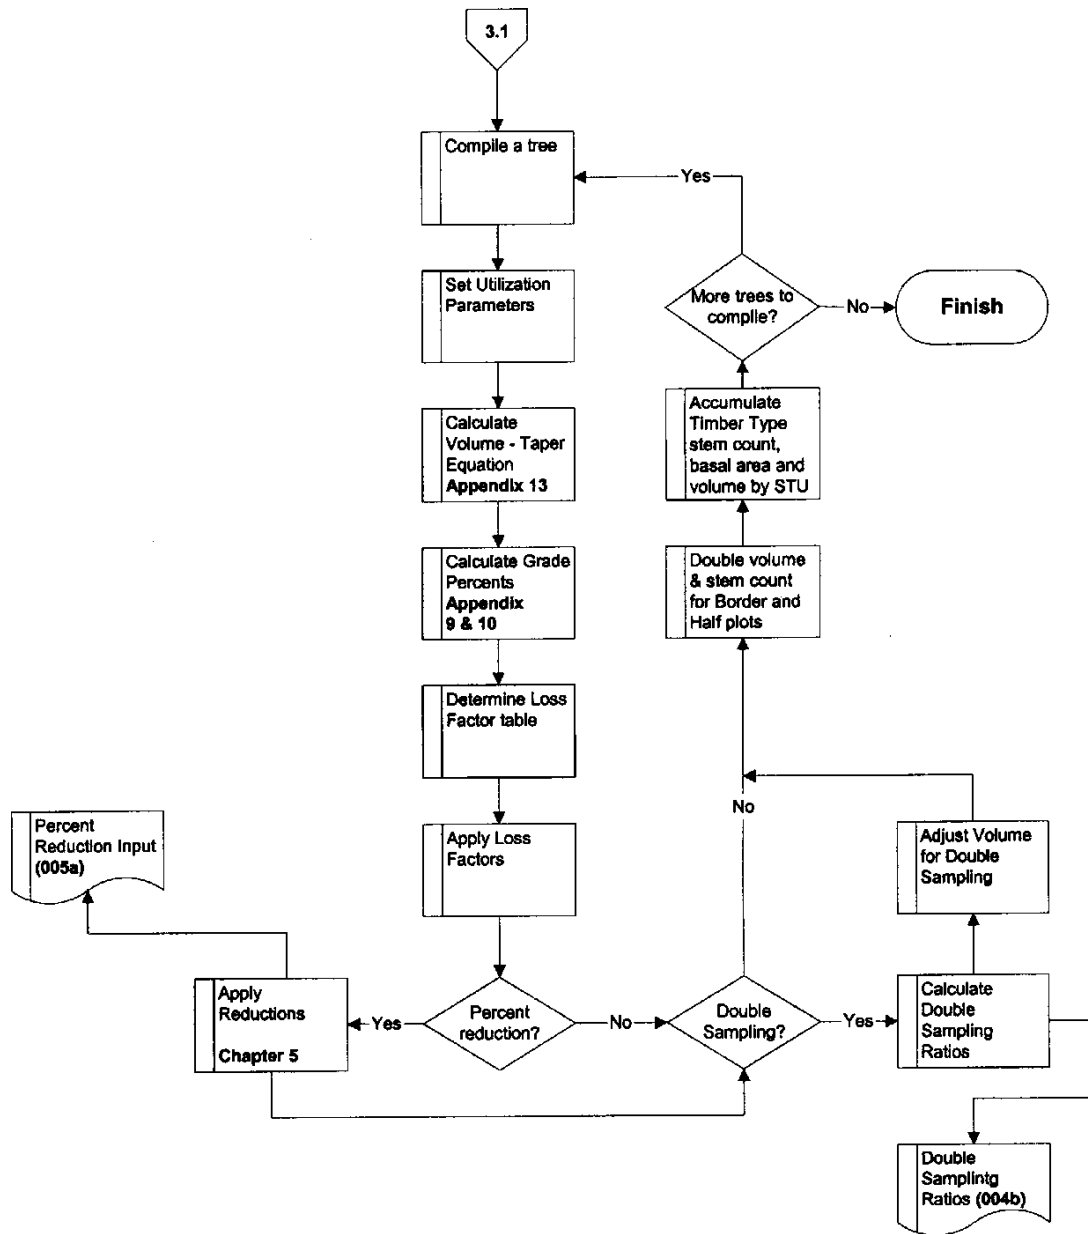 3.1
Compile a tree
Yes
Set Utilization
Parameters
More trees to
compile?
No
Finish
Calculate
Volume - Taper
Equation
Appendix 13
Accumulate
Timber Type
stem count,
basal area and
volume by STU
Calculate Grade
Percents
Appendix
9 & 10
Double volume
& stem count
for Border and
Half plots
Determine Loss
Factor table
No
Percent
Reduction Input
(005a)
Apply Loss
Factors
Adjust Volume
for Double
Sampling
Apply
Reductions
Chapter 5
Yes
Percent
reduction?
No
Double
Sampling?
Yes
Calculate
Double
Sampling
Ratios
Double
Samplintg
Ratios (004b)